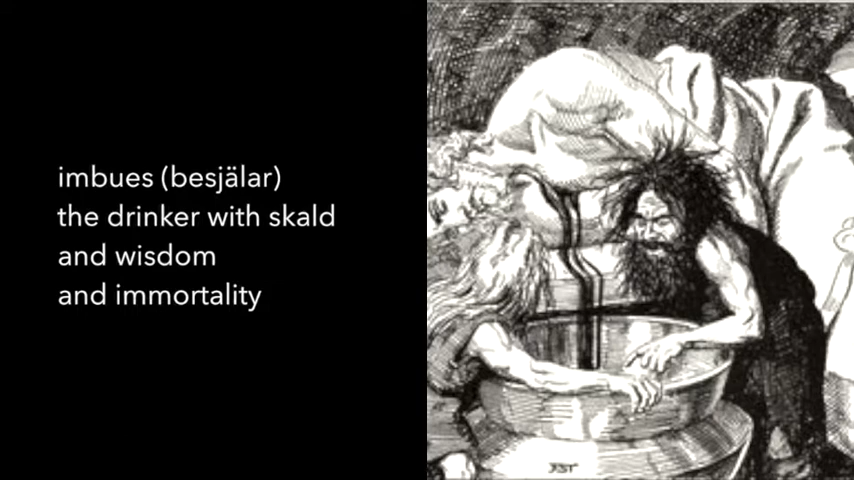 imbues (besjälar)
the drinker with skald
and wisdom
and immortality